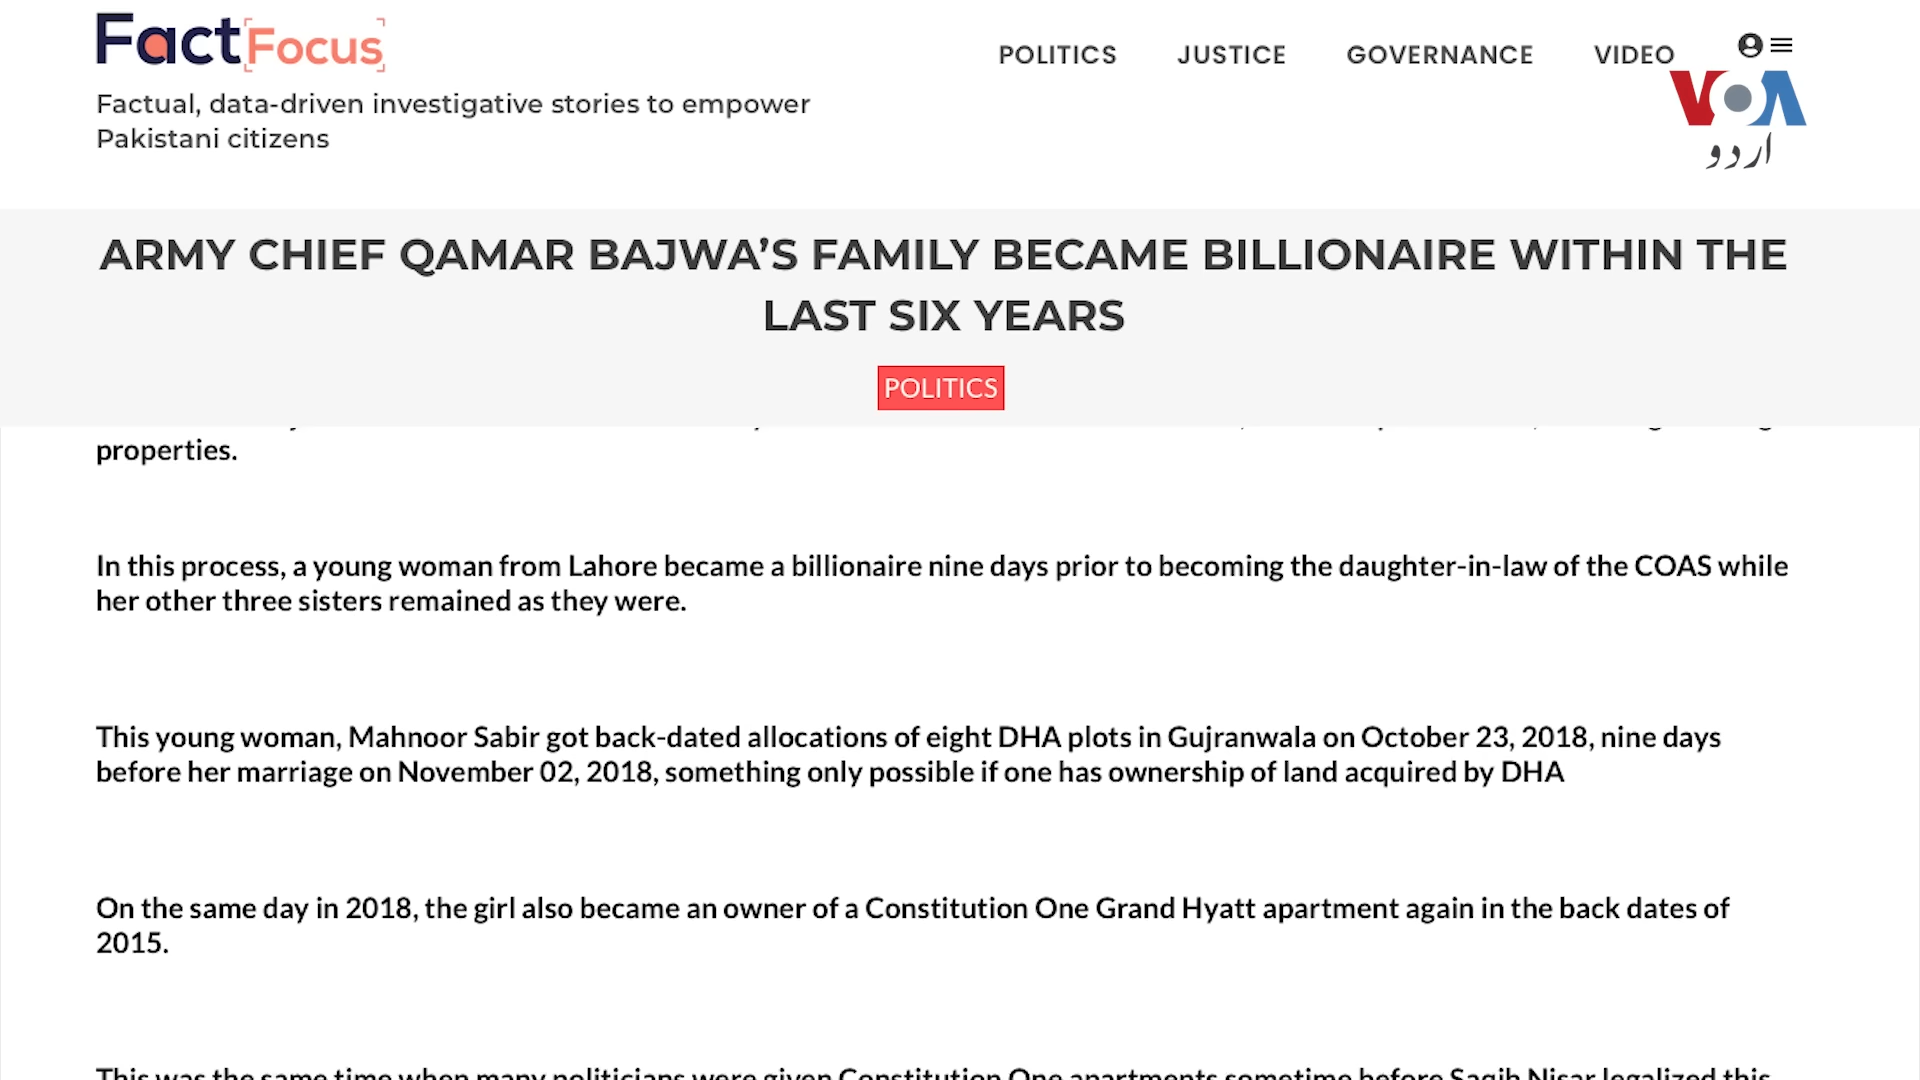 FactFocus
POLITICS JUSTICE GOVERNANCE VIDEO
VOA
اردو
Factual, data-driven investigative stories to empower
Pakistani citizens
ARMY CHIEF QAMAR BAJWA’S FAMILY BECAME BILLIONAIRE WITHIN THE
LAST SIX YEARS
POLITICS
properties.
In this process, a young woman from Lahore became a billionaire nine days prior to becoming the daughter-in-law of the COAS while
her other three sisters remained as they were.
This young woman, Mahnoor Sabir got back-dated allocations of eight DHA plots in Gujranwala on October 23, 2018, nine days
before her marriage on November 02, 2018, something only possible if one has ownership of land acquired by DHA
On the same day in 2018, the girl also became an owner of a Constitution One Grand Hyatt apartment again in the back dates of
2015.
This was the same time when many politicians were given Constitution One apartments sometime before Saqib Nisar legalized this